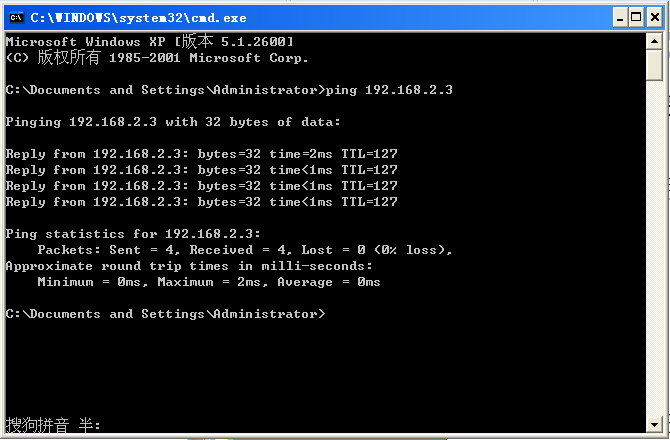 C:\WINDOWS\system32\cmd.exe
Microsoft Windows XP [版本 5.1.2600]
(C) 版权所有 1985-2001 Microsoft Corp.
C:\Documents and Settings\Administrator>ping 192.168.2.3
Pinging 192.168.2.3 with 32 bytes of data:
Reply from 192.168.2.3: bytes=32 time=2ms TTL=127
Reply from 192.168.2.3: bytes=32 time<1ms TTL=127
Reply from 192.168.2.3: bytes=32 time<1ms TTL=127
Reply from 192.168.2.3: bytes=32 time<1ms TTL=127
Ping statistics for 192.168.2.3:
    Packets: Sent = 4, Received = 4, Lost = 0 (0% loss),
Approximate round trip times in milli-seconds:
    Minimum = 0ms, Maximum = 2ms, Average = 0ms
C:\Documents and Settings\Administrator>
搜狗拼音 半: